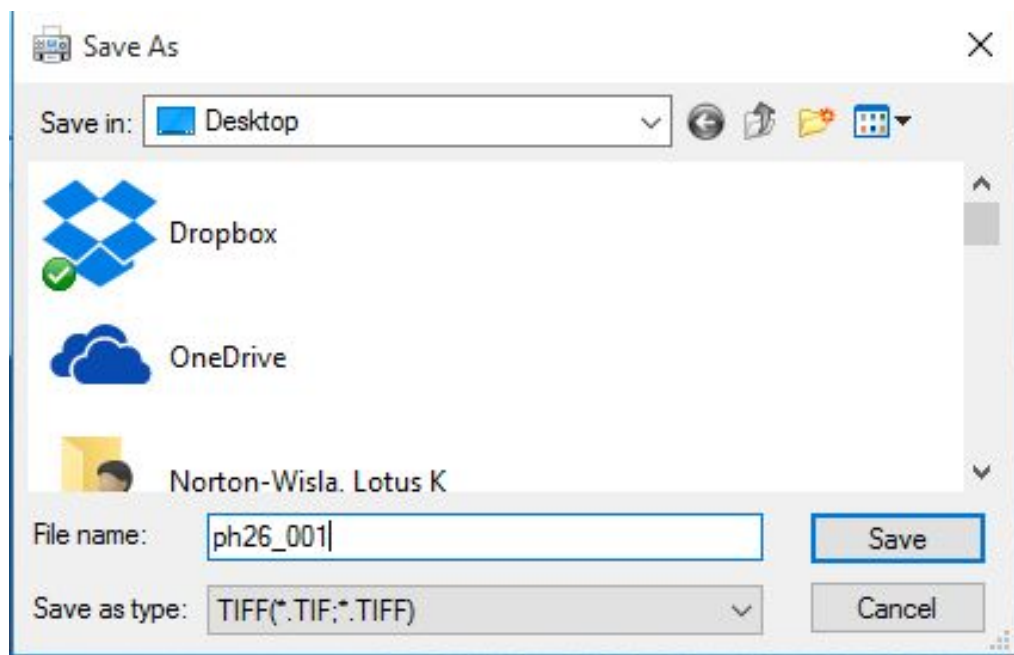 Save As
Save in: Desktop
Dropbox
OneDrive
Norton-Wisla, Lotus K
File name: ph26_001 Save
Save as type: TIFF(*.TIF;*.TIFF) Cancel